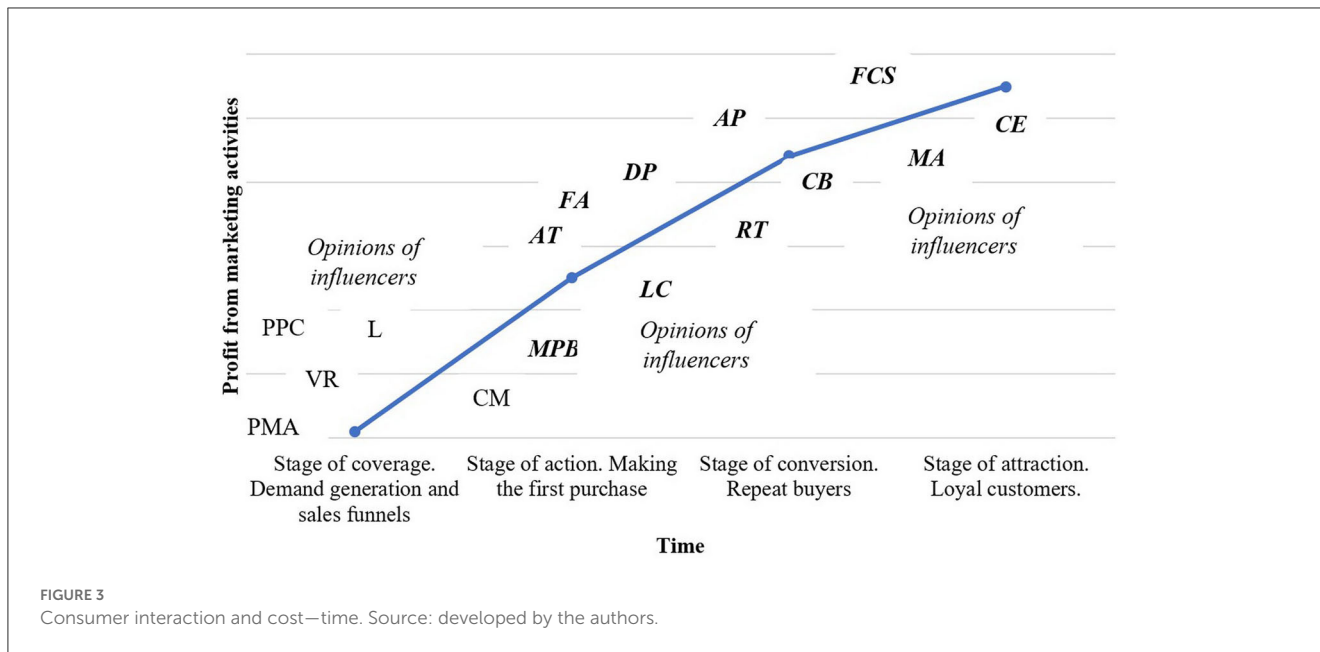 Profit from marketing activities
FCS
AP
CE
MA
DP
CB
FA
Opinions of
influencers
RT
AT
Opinions of
influencers
LC
PPC
L
Opinions of
influencers
MPB
VR
CM
PMA
Stage of coverage.
Demand generation and
sales funnels
Stage of action. Making
the first purchase
Stage of conversion.
Repeat buyers
Stage of attraction.
Loyal customers.
Time
FIGURE 3
Consumer interaction and cost—time. Source: developed by the authors.